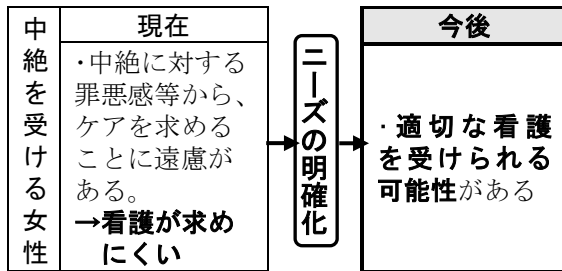 中絶を受ける女性
現在
・中絶に対する
罪悪感等から、
ケアを求める
ことに遠慮が
ある。
→看護が求め
にくい
ニーズの明確化
今後
・適切な看護
を受けられる
可能性がある